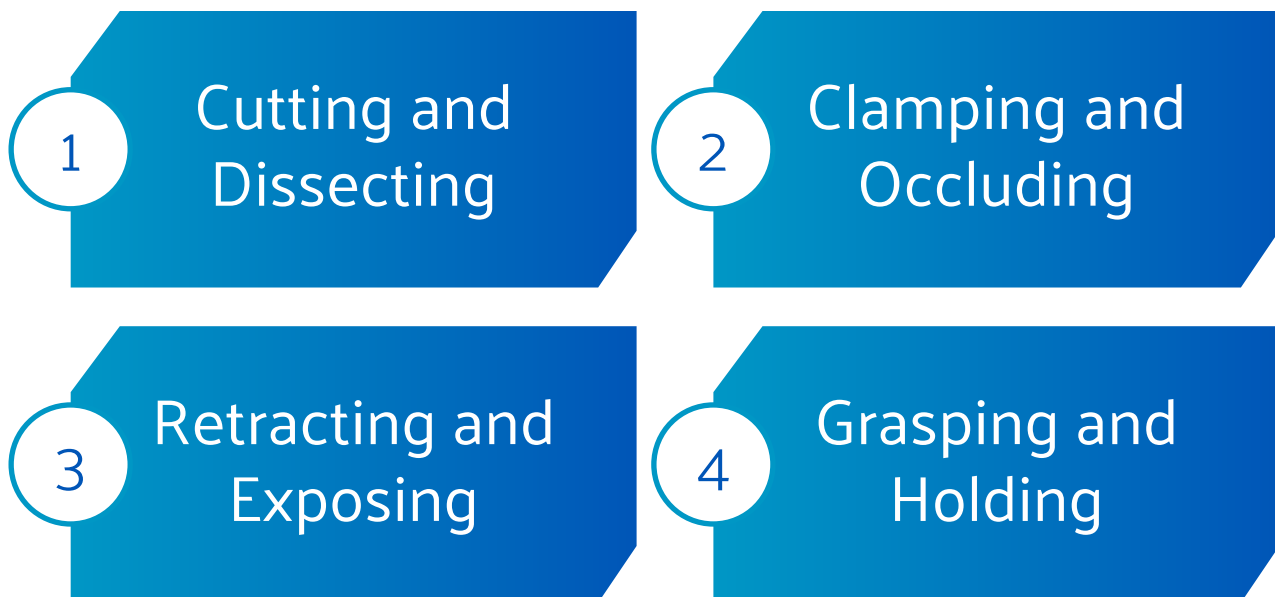 1
Cutting and
Dissecting
2
Clamping and
Occluding
3
Retracting and
Exposing
4
Grasping and
Holding